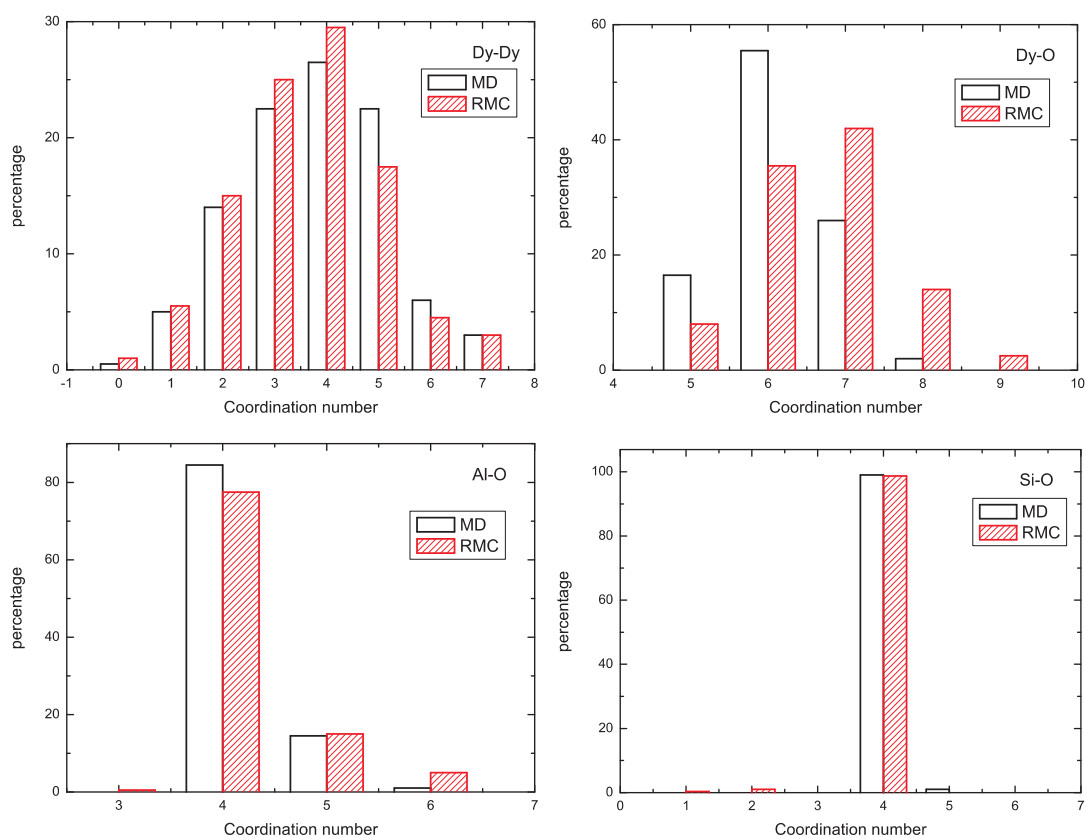 Dy-Dy
MD
RMC
percentage
30
20
10
0
-1 0 1 2 3 4 5 6 7 8
Coordination number
Dy-O
MD
RMC
percentage
60
40
20
0
4 5 6 7 8 9 10
Coordination number
Al-O
MD
RMC
percentage
80
60
40
20
0
3 4 5 6 7
Coordination number
Si-O
MD
RMC
percentage
100
80
60
40
20
0
0 1 2 3 4 5 6 7
Coordination number